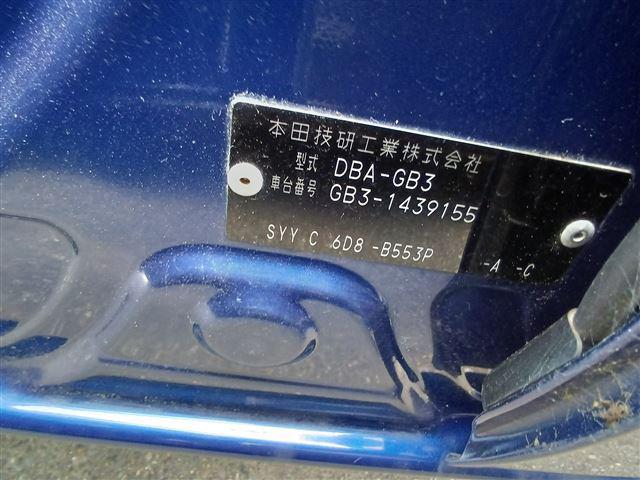 本田技研工業株式会社
型式 DBA-GB3
車台番号 GB3-1439155
SYY C 6D8 -B553P -A -C